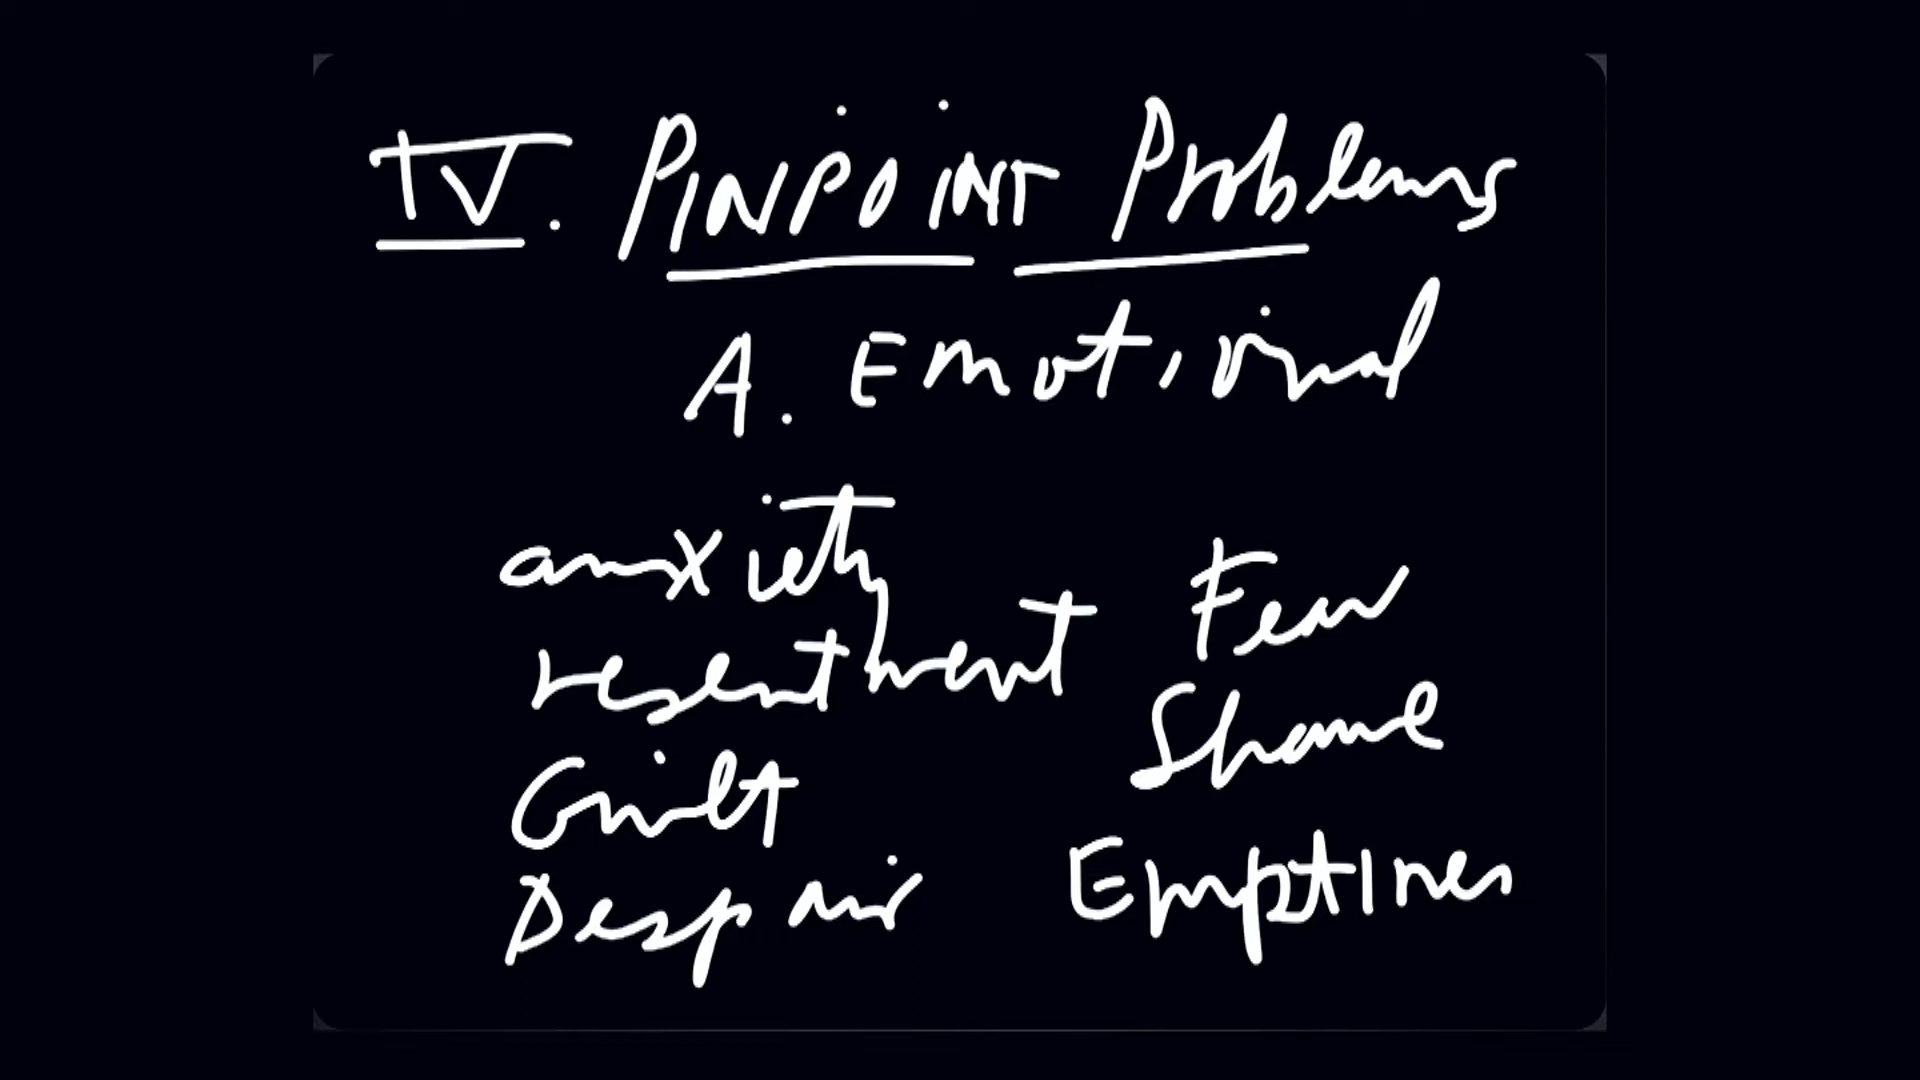 IV. PINPOINT Problems
A. Emotional
anxiety
resentment
Guilt
Despair
Fear
Shame
Emptiness